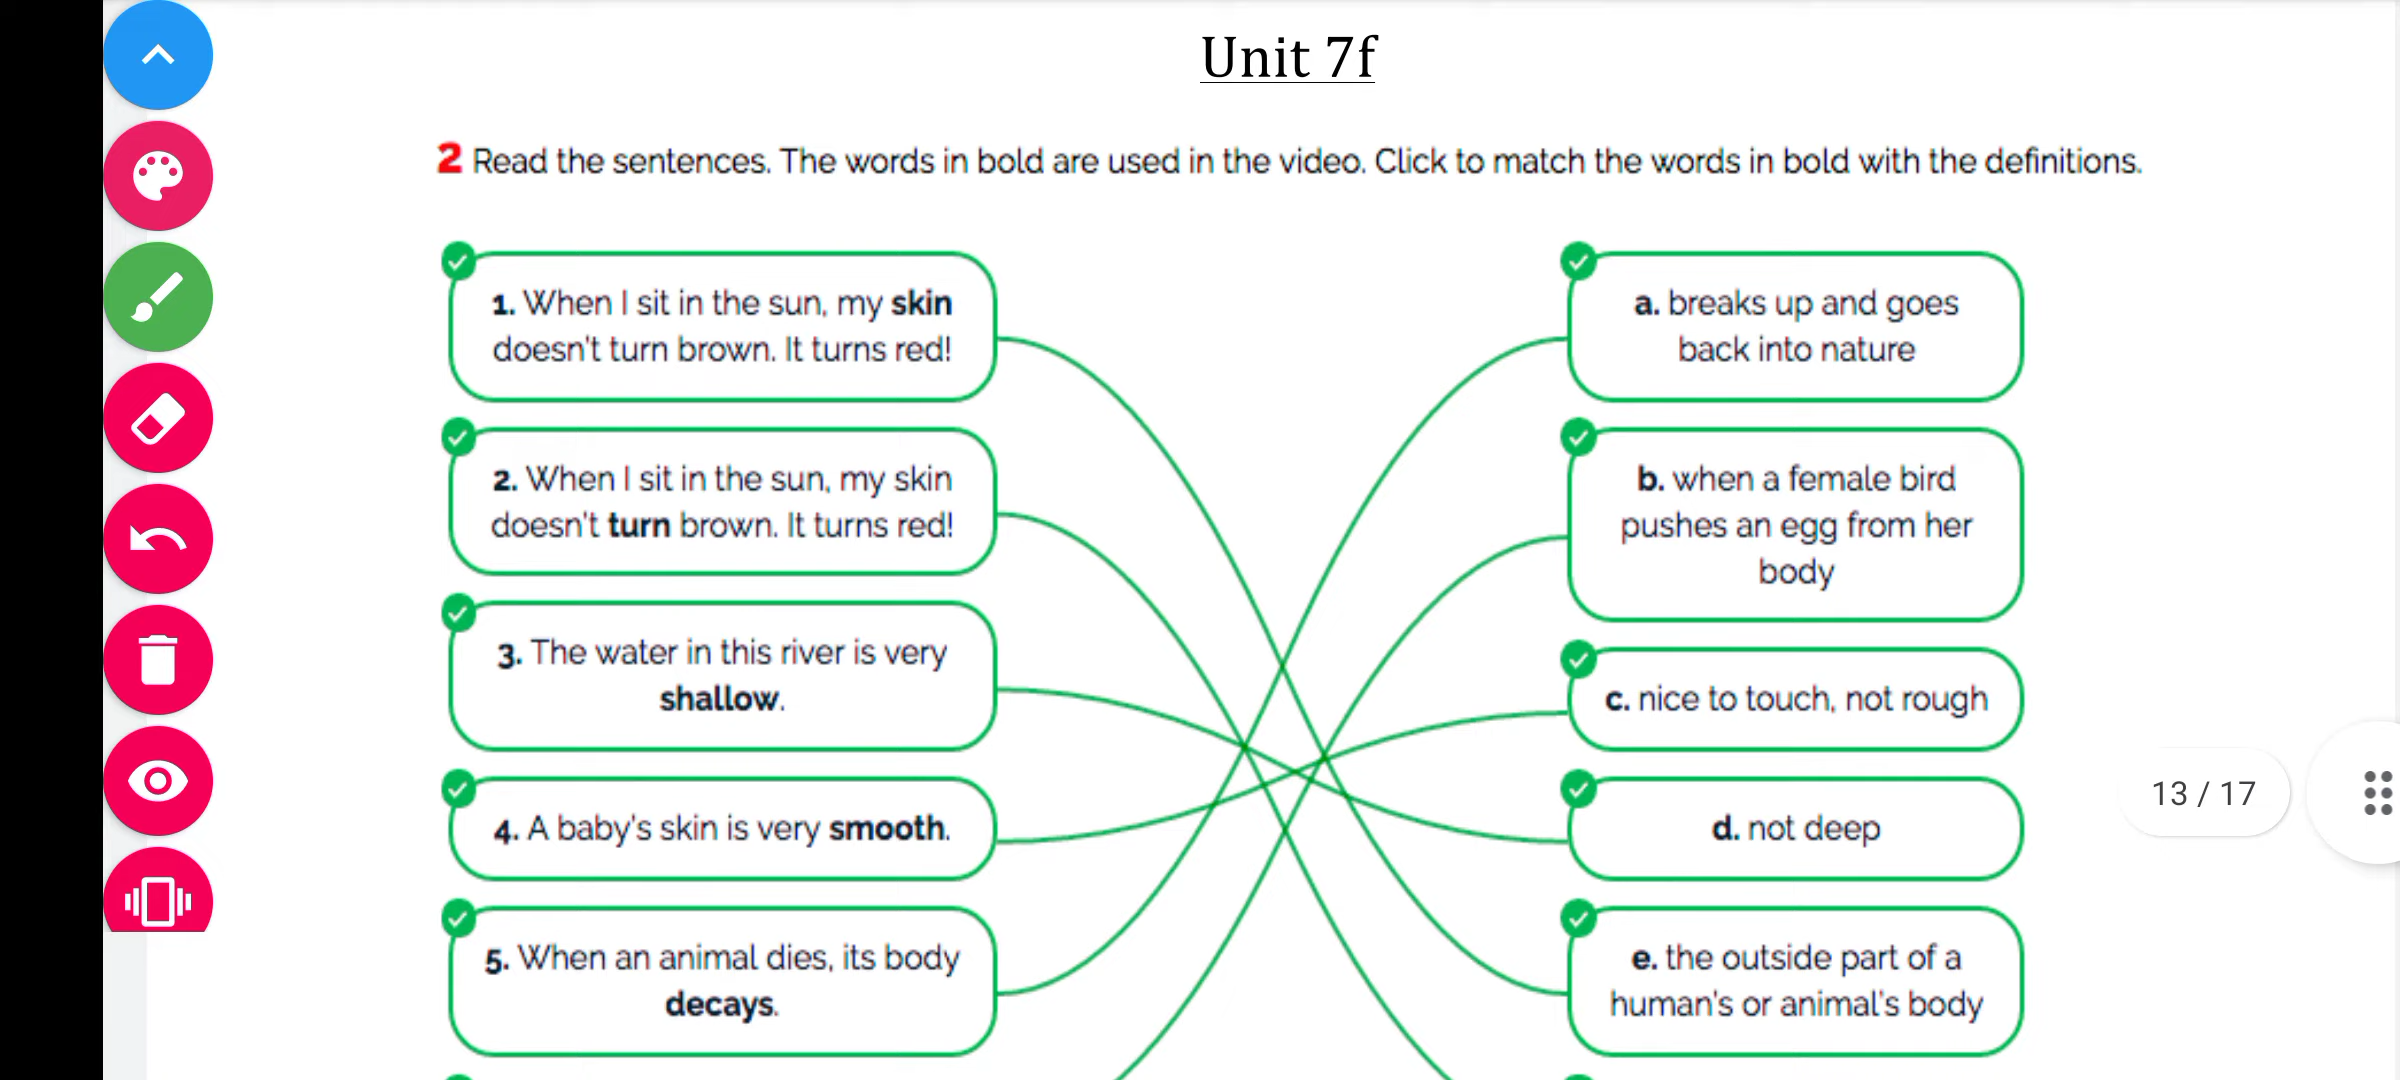 Unit 7f
2 Read the sentences. The words in bold are used in the video. Click to match the words in bold with the definitions.
1. When I sit in the sun, my skin
doesn't turn brown. It turns red!
2. When I sit in the sun, my skin
doesn't turn brown. It turns red!
3. The water in this river is very
shallow.
4. A baby's skin is very smooth.
5. When an animal dies, its body
decays.
a. breaks up and goes
back into nature
b. when a female bird
pushes an egg from her
body
c. nice to touch, not rough
d. not deep
e. the outside part of a
human's or animal's body
13 / 17